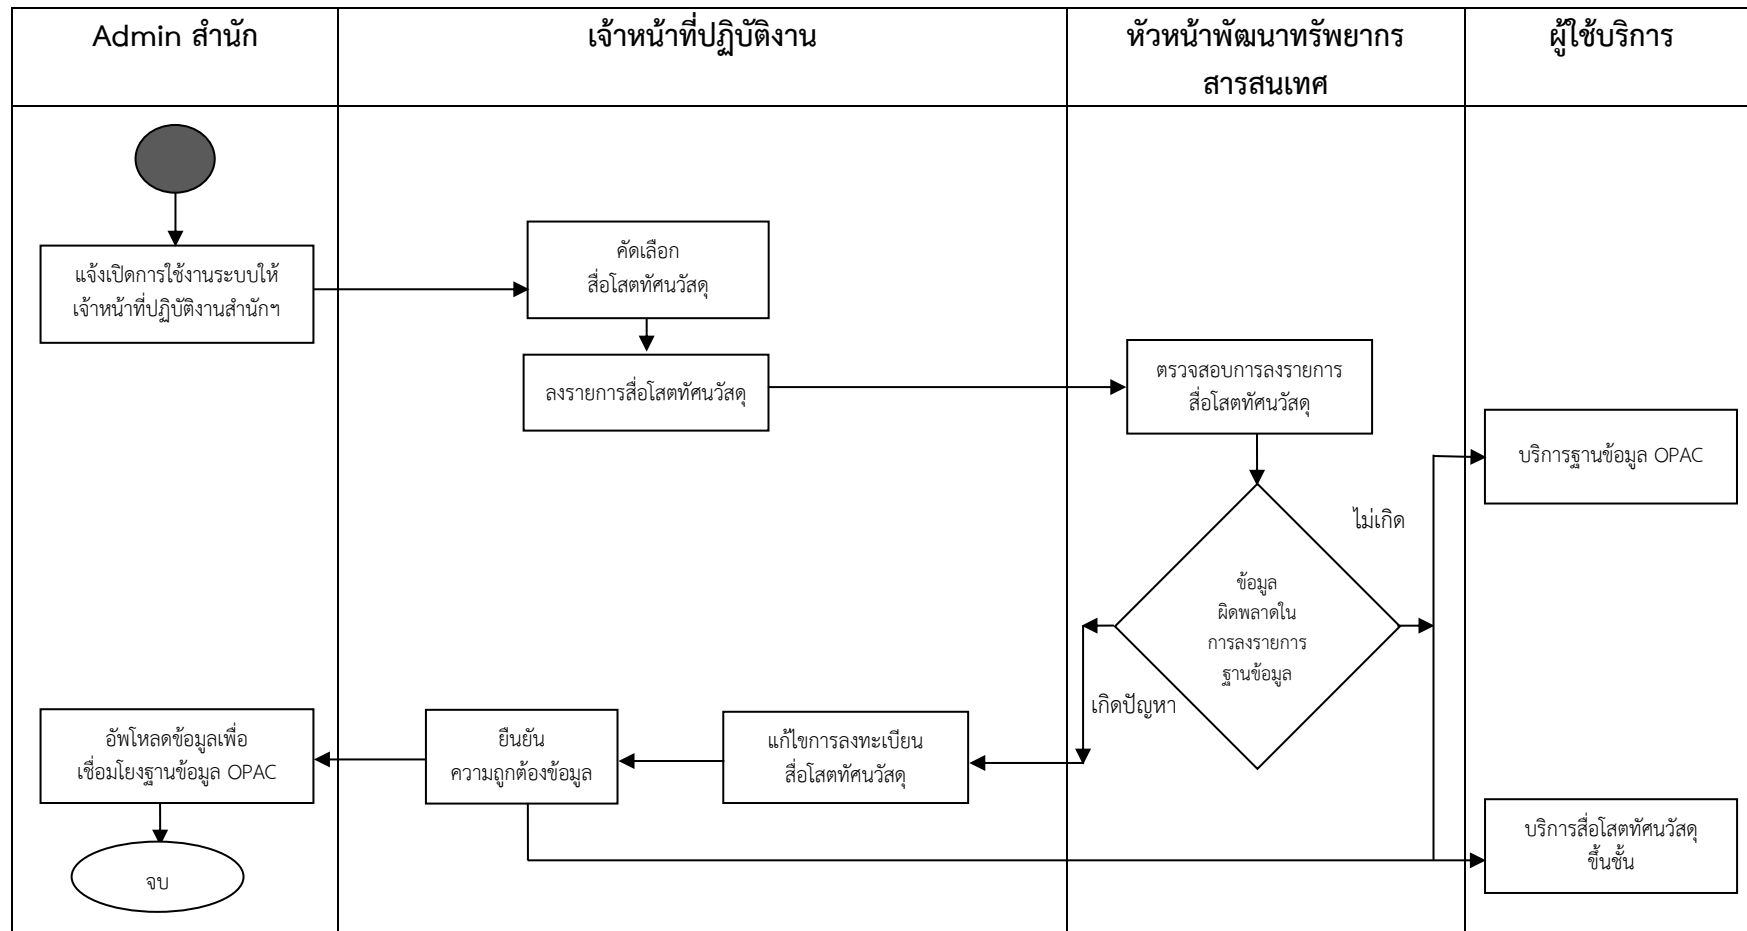 Admin สำนัก
เจ้าหน้าที่ปฏิบัติงาน
หัวหน้าพัฒนาทรัพยากร
สารสนเทศ
ผู้ใช้บริการ
แจ้งเปิดการใช้งานระบบให้
เจ้าหน้าที่ปฏิบัติงานสำนักฯ
คัดเลือก
สื่อโสตทัศนวัสดุ
ลงรายการสื่อโสตทัศนวัสดุ
ตรวจสอบการลงรายการ
สื่อโสตทัศนวัสดุ
บริการฐานข้อมูล OPAC
ไม่เกิด
ข้อมูล
ผิดพลาดใน
การลงรายการ
ฐานข้อมูล
เกิดปัญหา
แก้ไขการลงทะเบียน
สื่อโสตทัศนวัสดุ
ยืนยัน
ความถูกต้องข้อมูล
อัพโหลดข้อมูลเพื่อ
เชื่อมโยงฐานข้อมูล OPAC
บริการสื่อโสตทัศนวัสดุ
ขึ้นชั้น
จบ